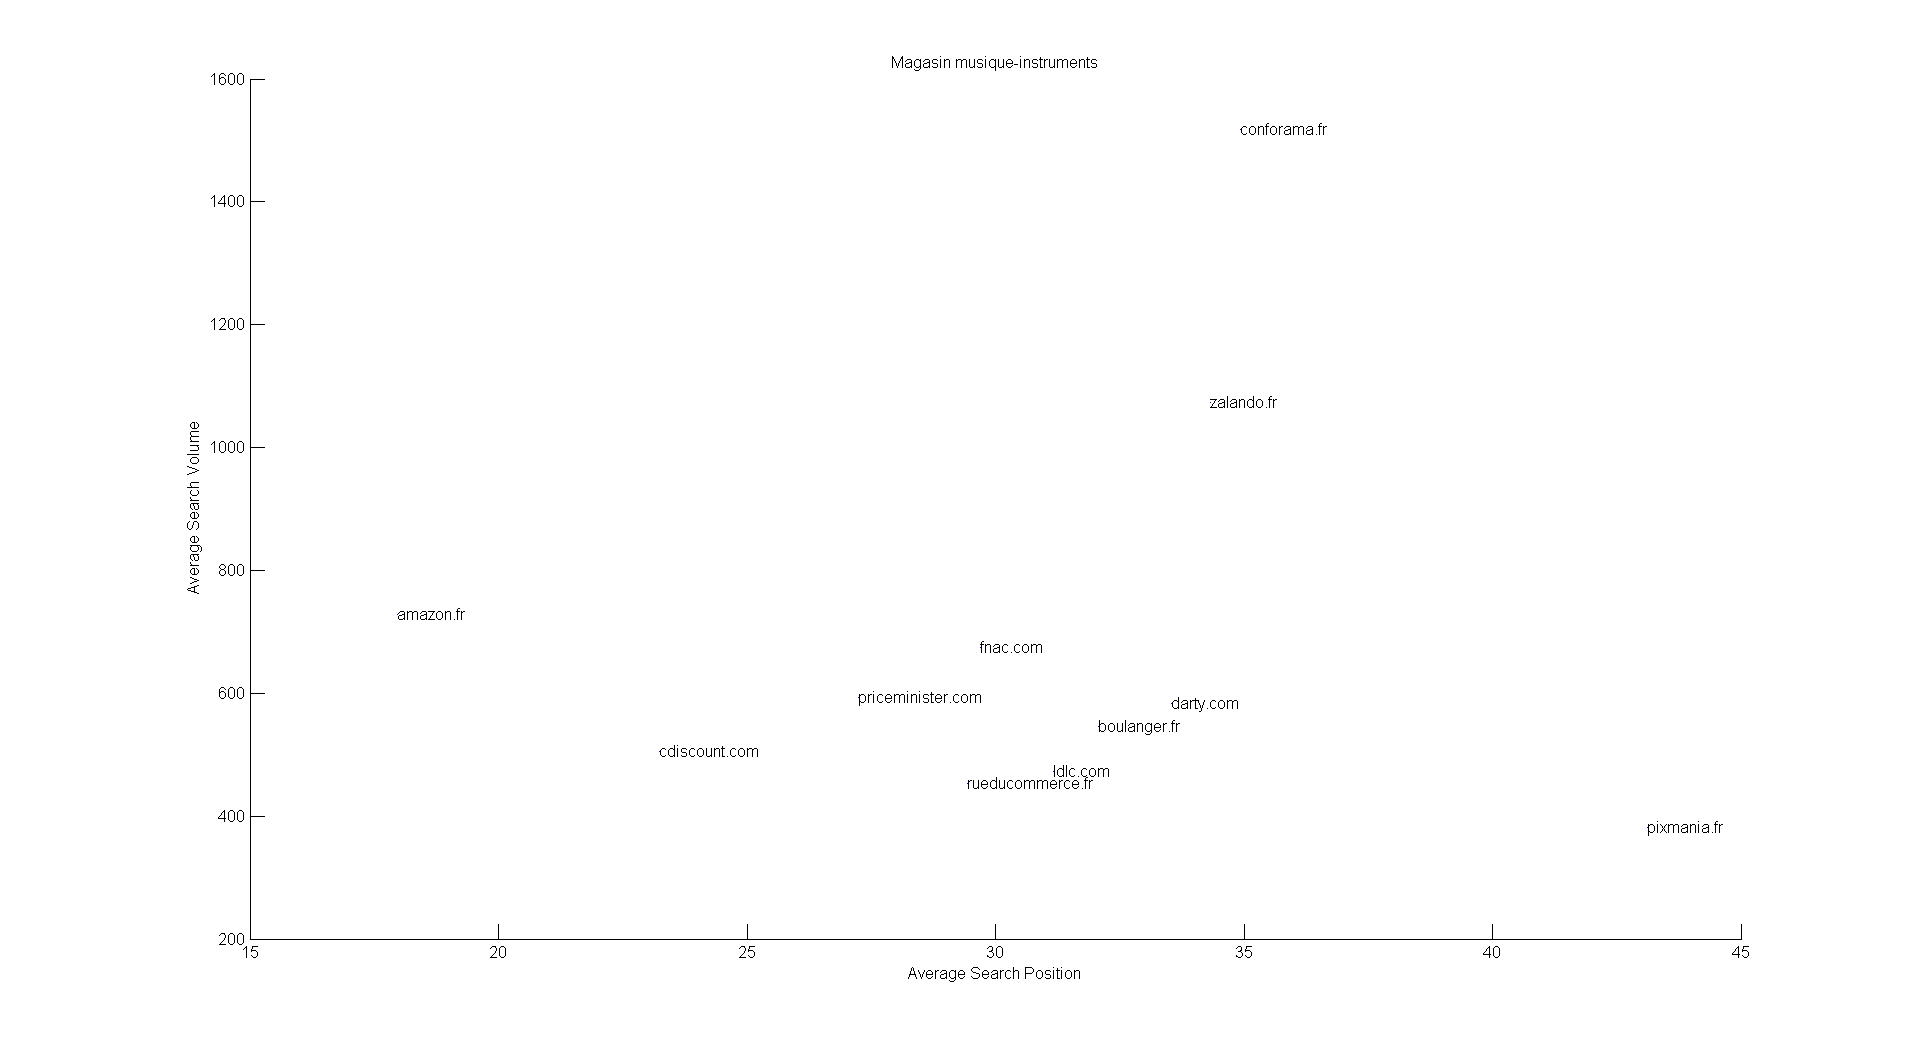 Magasin musique-instruments
1600
conforama.fr
1400
1200
zalando.fr
1000
Average Search Volume
800
amazon.fr
fnac.com
600
priceminister.com
darty.com
boulanger.fr
cdiscount.com
ldlc.com
rueducommerce.fr
400
pixmania.fr
200
15 20 25 30 35 40 45
Average Search Position